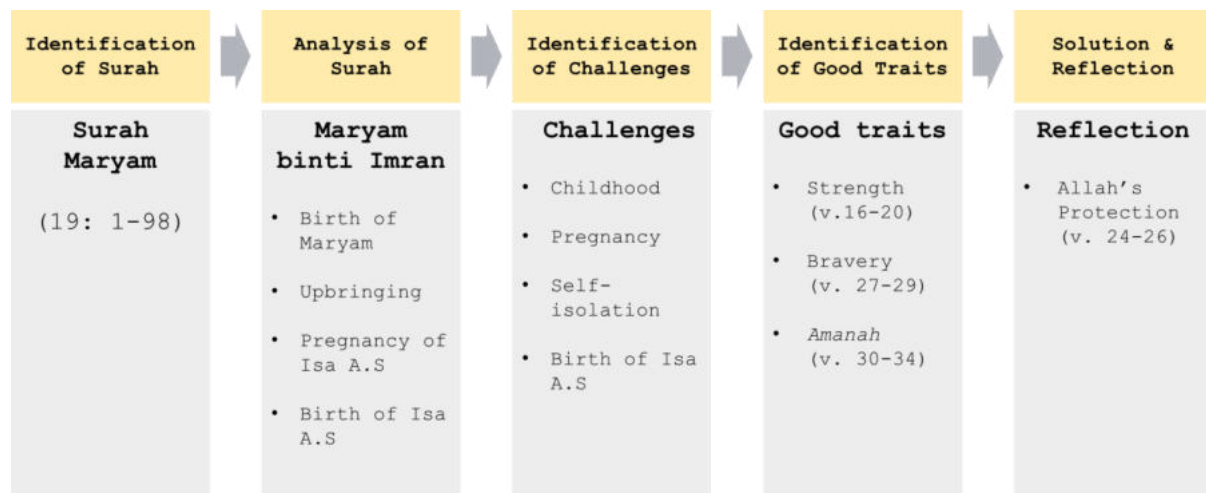 Identification
of Surah
Analysis of
Surah
Identification
of Challenges
Identification
of Good Traits
Solution &
Reflection
Surah
Maryam
(19: 1-98)
Maryam
binti Imran
• Birth of
Maryam
• Upbringing
• Pregnancy of
Isa A.S
• Birth of Isa
A.S
Challenges
• Childhood
• Pregnancy
• Self-
isolation
• Birth of Isa
A.S
Good traits
• Strength
(v.16-20)
• Bravery
(v. 27-29)
• Amanah
(v. 30-34)
Reflection
• Allah’s
Protection
(v. 24-26)